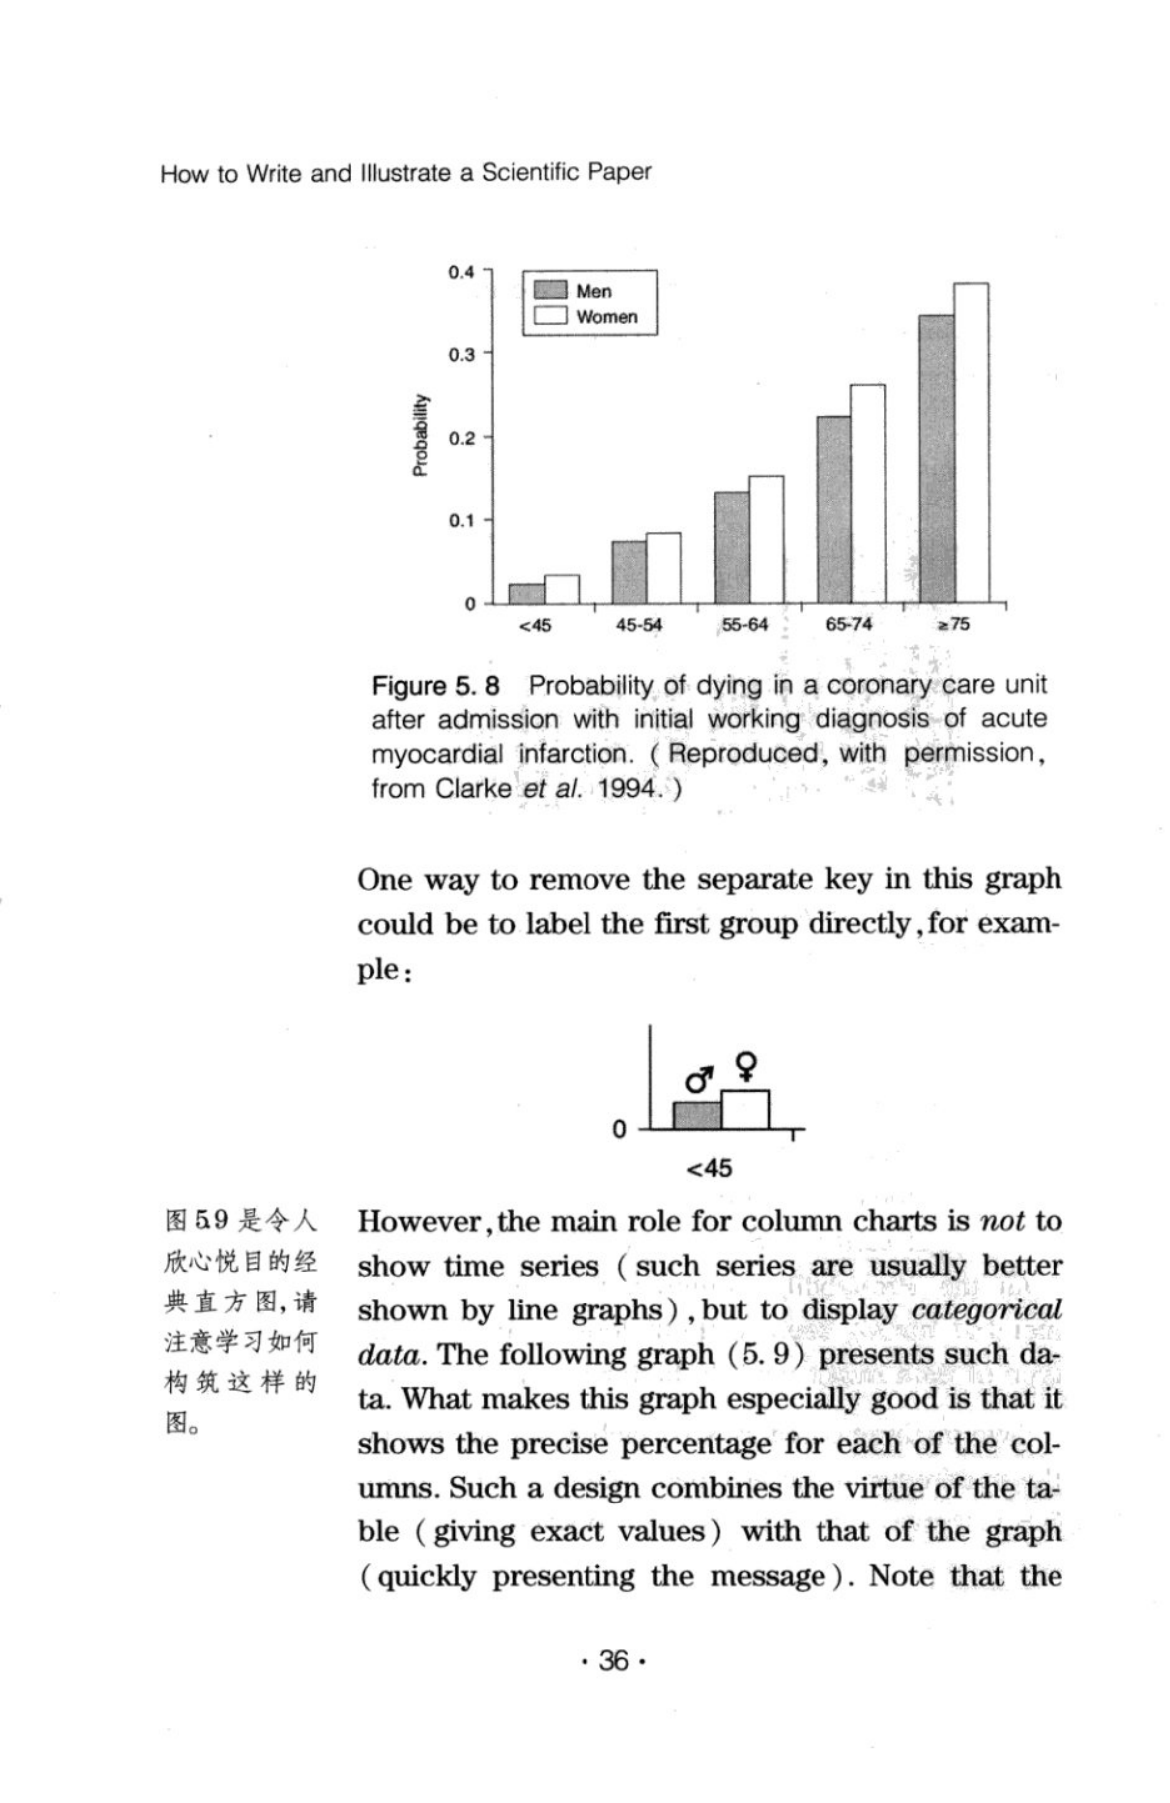 How to Write and Illustrate a Scientific Paper
0.4
0.3
0.2
0.1
0
Probability
Men
Women
<45
45-54
55-64
65-74
≥75
Figure 5. 8 Probability of dying in a coronary care unit
after admission with initial working diagnosis of acute
myocardial infarction. ( Reproduced, with permission,
from Clarke et al. 1994. )
One way to remove the separate key in this graph
could be to label the first group directly, for exam-
ple:
♂ ♀
0
<45
图 5.9 是令人
欣心悦目的经
典直方图,请
注意学习如何
构筑这样的
图。
However, the main role for column charts is not to
show time series ( such series are usually better
shown by line graphs) , but to display categorical
data. The following graph (5. 9) presents such da-
ta. What makes this graph especially good is that it
shows the precise percentage for each of the col-
umns. Such a design combines the virtue of the ta-
ble ( giving exact values) with that of the graph
( quickly presenting the message). Note that the
· 36 ·